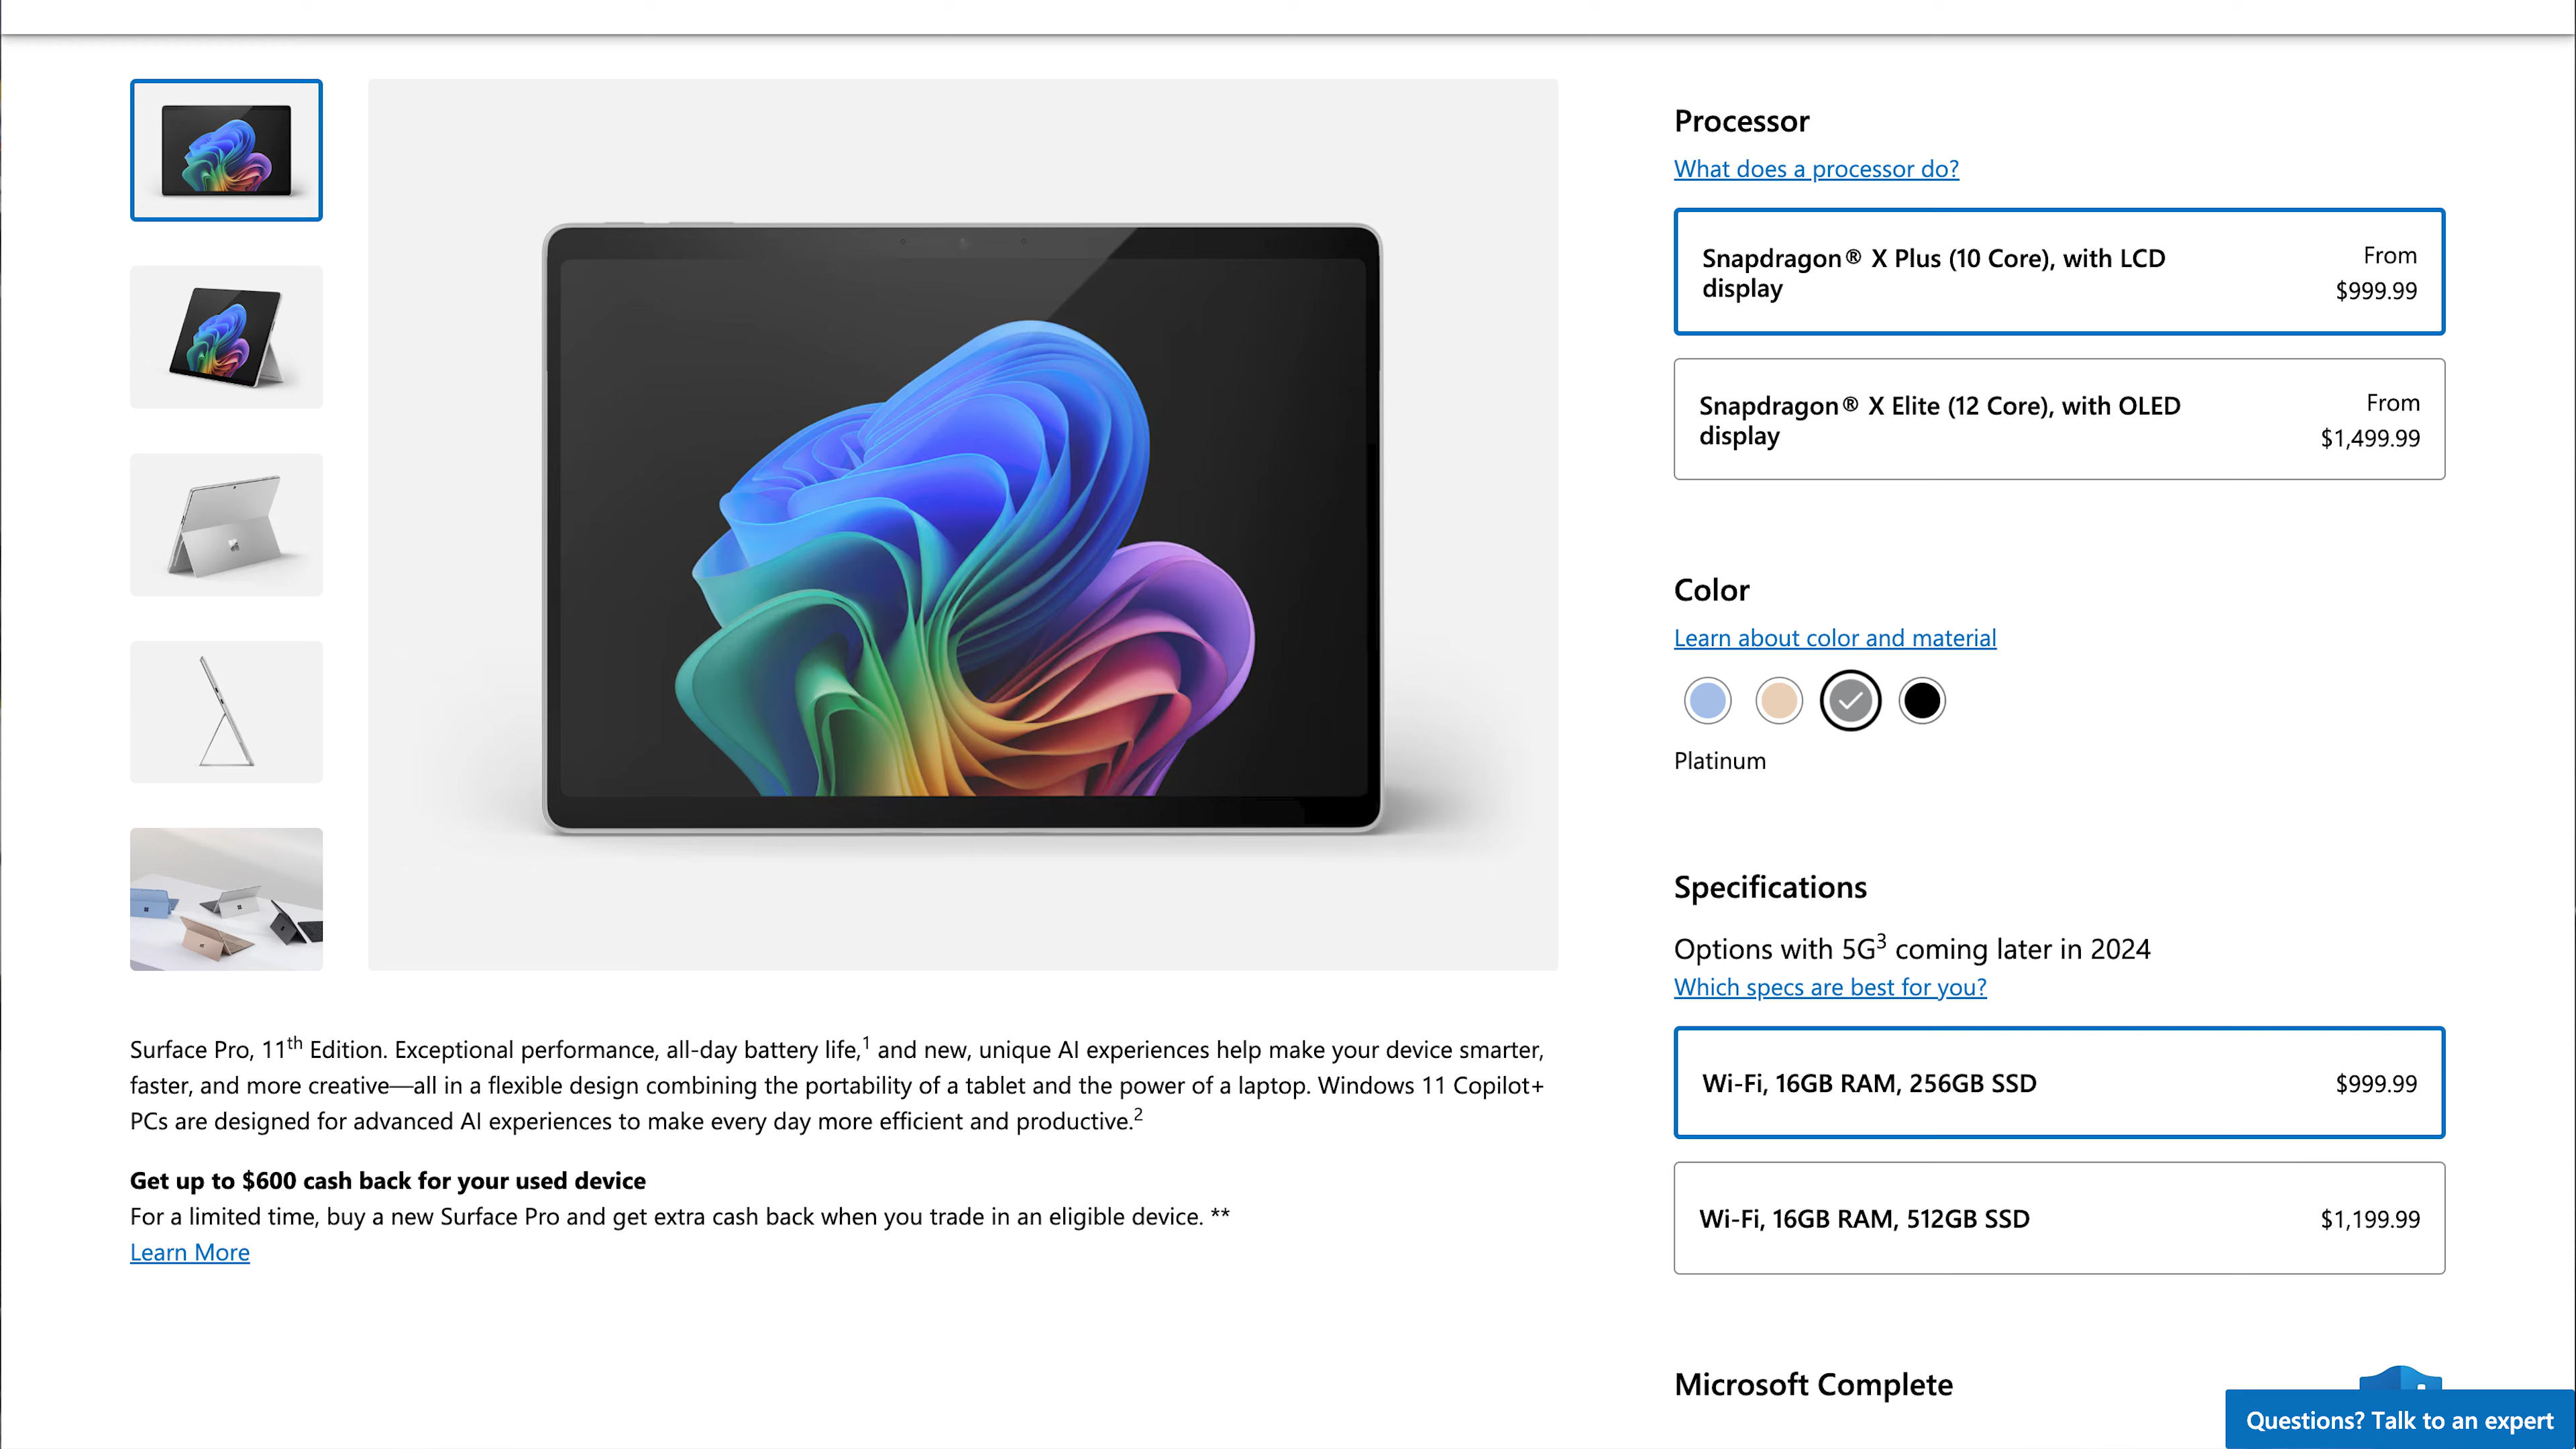 Processor
What does a processor do?
Snapdragon® X Plus (10 Core), with LCD
display
From
$999.99
Snapdragon® X Elite (12 Core), with OLED
display
From
$1,499.99
Color
Learn about color and material
Platinum
Specifications
Options with 5G3 coming later in 2024
Which specs are best for you?
Wi-Fi, 16GB RAM, 256GB SSD
$999.99
Wi-Fi, 16GB RAM, 512GB SSD
$1,199.99
Surface Pro, 11th Edition. Exceptional performance, all-day battery life,1 and new, unique AI experiences help make your device smarter,
faster, and more creative—all in a flexible design combining the portability of a tablet and the power of a laptop. Windows 11 Copilot+
PCs are designed for advanced AI experiences to make every day more efficient and productive.2
Get up to $600 cash back for your used device
For a limited time, buy a new Surface Pro and get extra cash back when you trade in an eligible device. **
Learn More
Microsoft Complete
Questions? Talk to an expert